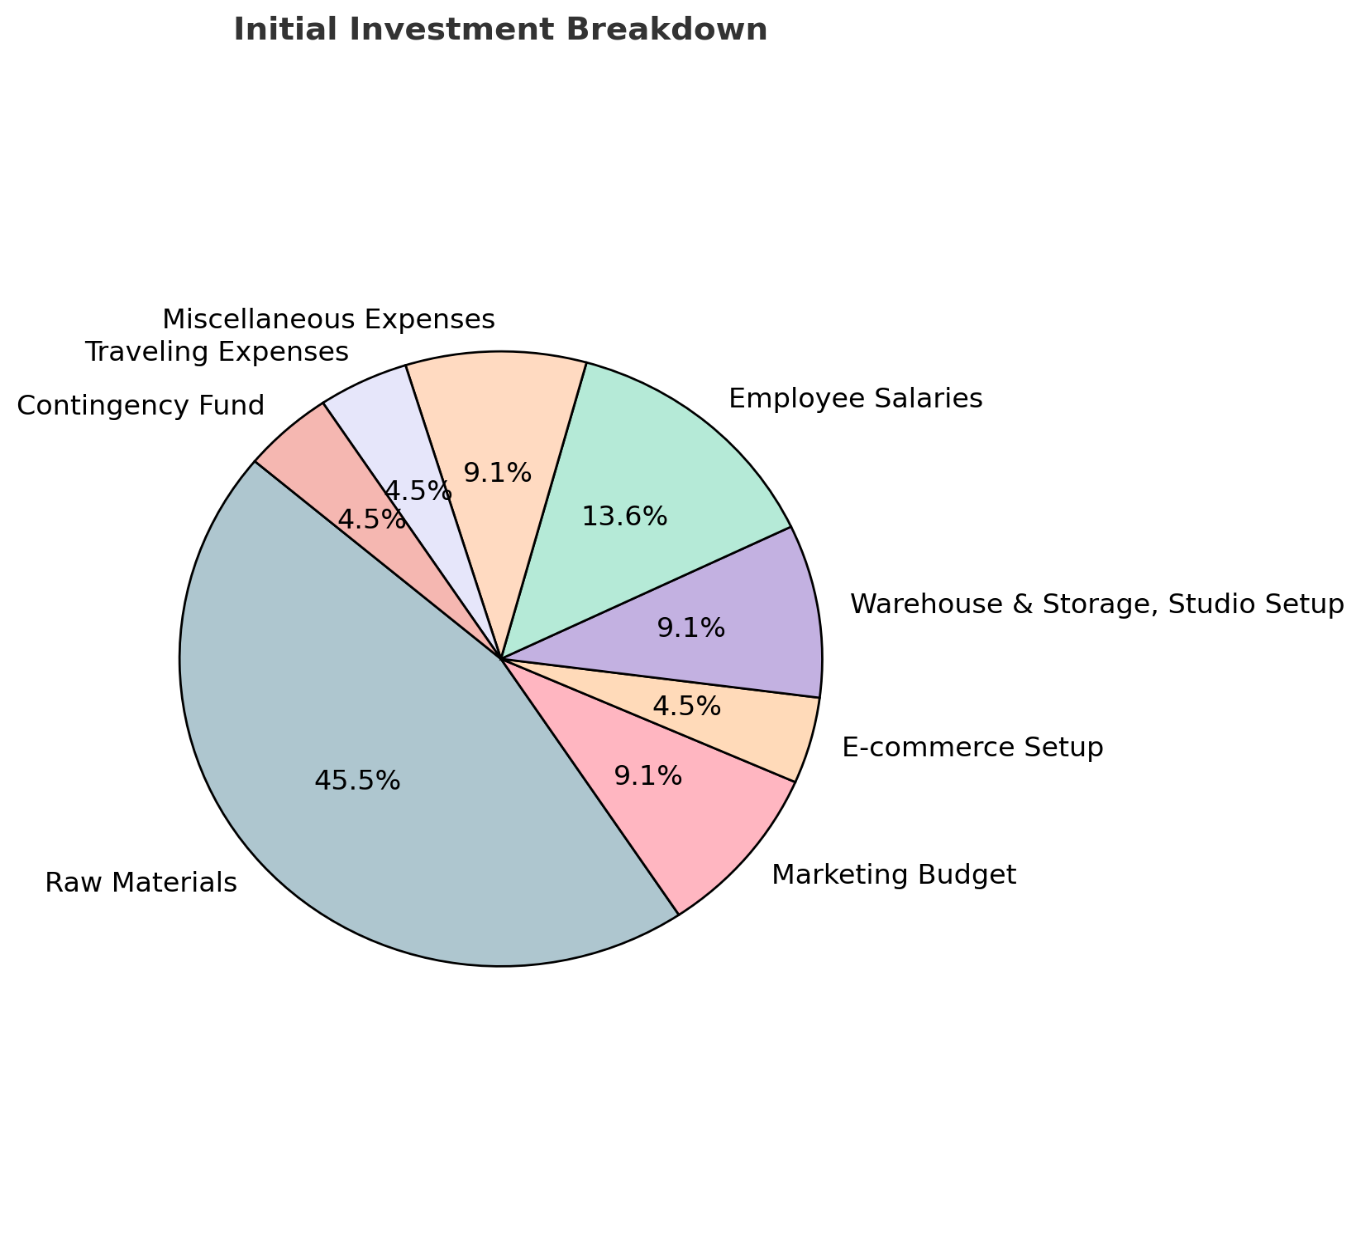 Initial Investment Breakdown
Miscellaneous Expenses
Traveling Expenses
Contingency Fund
Employee Salaries
9.1%
4.5%
4.5%
13.6%
Warehouse & Storage, Studio Setup
9.1%
4.5%
E-commerce Setup
9.1%
45.5%
Marketing Budget
Raw Materials